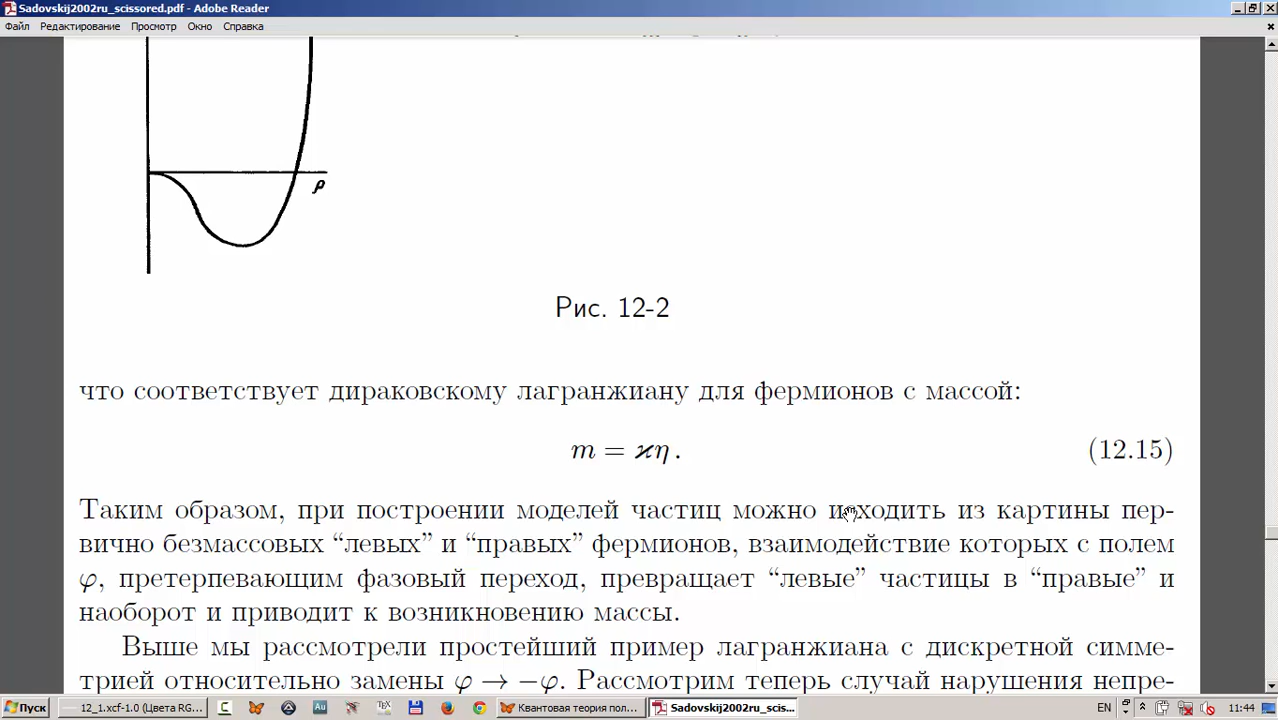 Sadovskij2002ru_scissored.pdf - Adobe Reader
Файл Редактирование Просмотр Окно Справка
ρ
Рис. 12-2
что соответствует дираковскому лагранжиану для фермионов с массой:
m = ϰη . (12.15)
Таким образом, при построении моделей частиц можно исходить из картины пер-
вично безмассовых “левых” и “правых” фермионов, взаимодействие которых с полем
φ, претерпевающим фазовый переход, превращает “левые” частицы в “правые” и
наоборот и приводит к возникновению массы.
Выше мы рассмотрели простейший пример лагранжиана с дискретной симме-
трией относительно замены φ → −φ. Рассмотрим теперь случай нарушения непре-
Пуск 12_1.xcf-1.0 (Цвета RG... Квантовая теория пол... Sadovskij2002ru_scis... EN 11:44